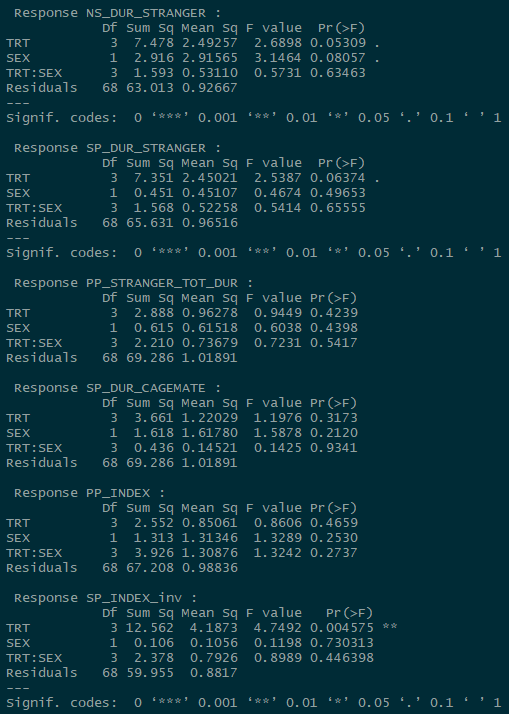 Response NS_DUR_STRANGER :
Df Sum Sq Mean Sq F value Pr(>F)
TRT 3 7.478 2.49257 2.6898 0.05309 .
SEX 1 2.916 2.91565 3.1464 0.08057 .
TRT:SEX 3 1.593 0.53110 0.5731 0.63463
Residuals 68 63.013 0.92667
---
Signif. codes: 0 ‘***’ 0.001 ‘**’ 0.01 ‘*’ 0.05 ‘.’ 0.1 ‘ ’ 1
Response SP_DUR_STRANGER :
Df Sum Sq Mean Sq F value Pr(>F)
TRT 3 7.351 2.45021 2.5387 0.06374 .
SEX 1 0.451 0.45107 0.4674 0.49653
TRT:SEX 3 1.568 0.52258 0.5414 0.65555
Residuals 68 65.631 0.96516
---
Signif. codes: 0 ‘***’ 0.001 ‘**’ 0.01 ‘*’ 0.05 ‘.’ 0.1 ‘ ’ 1
Response PP_STRANGER_TOT_DUR :
Df Sum Sq Mean Sq F value Pr(>F)
TRT 3 2.888 0.96278 0.9449 0.4239
SEX 1 0.615 0.61518 0.6038 0.4398
TRT:SEX 3 2.210 0.73679 0.7231 0.5417
Residuals 68 69.286 1.01891
Response SP_DUR_CAGEMATE :
Df Sum Sq Mean Sq F value Pr(>F)
TRT 3 3.661 1.22029 1.1976 0.3173
SEX 1 1.618 1.61780 1.5878 0.2120
TRT:SEX 3 0.436 0.14521 0.1425 0.9341
Residuals 68 69.286 1.01891
Response PP_INDEX :
Df Sum Sq Mean Sq F value Pr(>F)
TRT 3 2.552 0.85061 0.8606 0.4659
SEX 1 1.313 1.31346 1.3289 0.2530
TRT:SEX 3 3.926 1.30876 1.3242 0.2737
Residuals 68 67.208 0.98836
Response SP_INDEX_inv :
Df Sum Sq Mean Sq F value Pr(>F)
TRT 3 12.562 4.1873 4.7492 0.004575 **
SEX 1 0.106 0.1056 0.1198 0.730313
TRT:SEX 3 2.378 0.7926 0.8989 0.446398
Residuals 68 59.955 0.8817
---
Signif. codes: 0 ‘***’ 0.001 ‘**’ 0.01 ‘*’ 0.05 ‘.’ 0.1 ‘ ’ 1